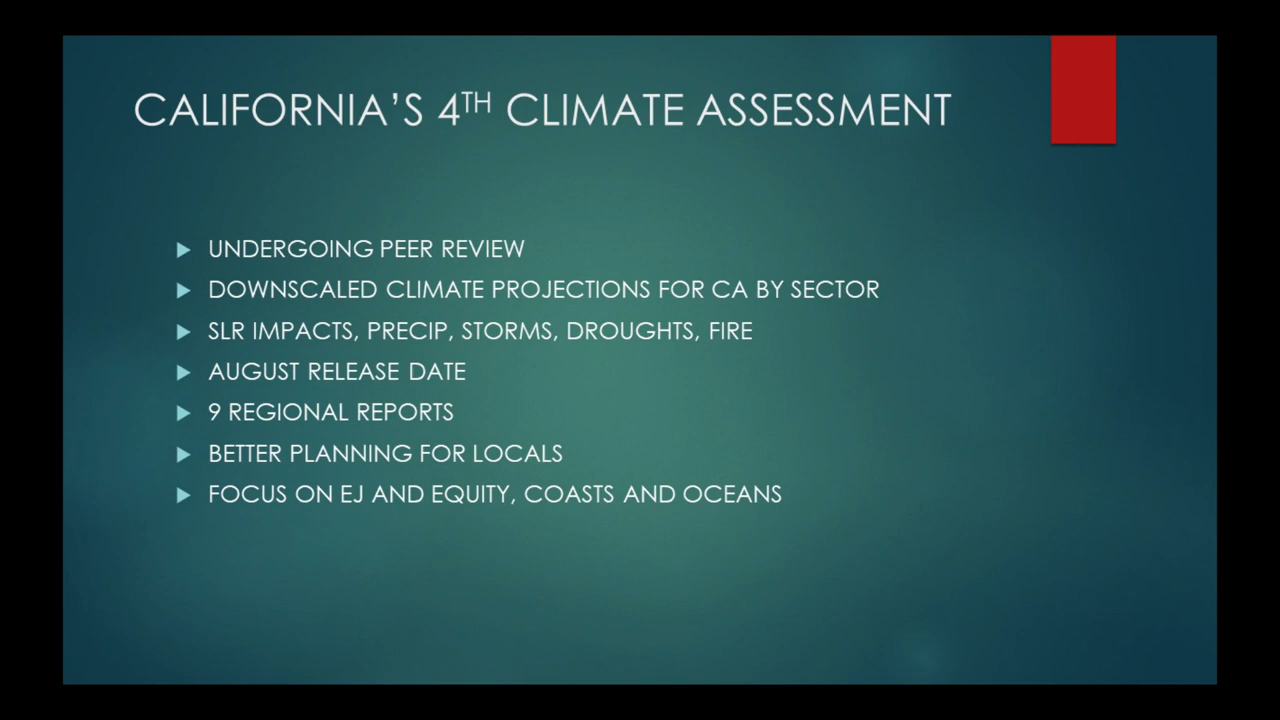 CALIFORNIA'S 4TH CLIMATE ASSESSMENT
UNDERGOING PEER REVIEW
DOWNSCALED CLIMATE PROJECTIONS FOR CA BY SECTOR
SLR IMPACTS, PRECIP, STORMS, DROUGHTS, FIRE
AUGUST RELEASE DATE
9 REGIONAL REPORTS
BETTER PLANNING FOR LOCALS
FOCUS ON EJ AND EQUITY, COASTS AND OCEANS